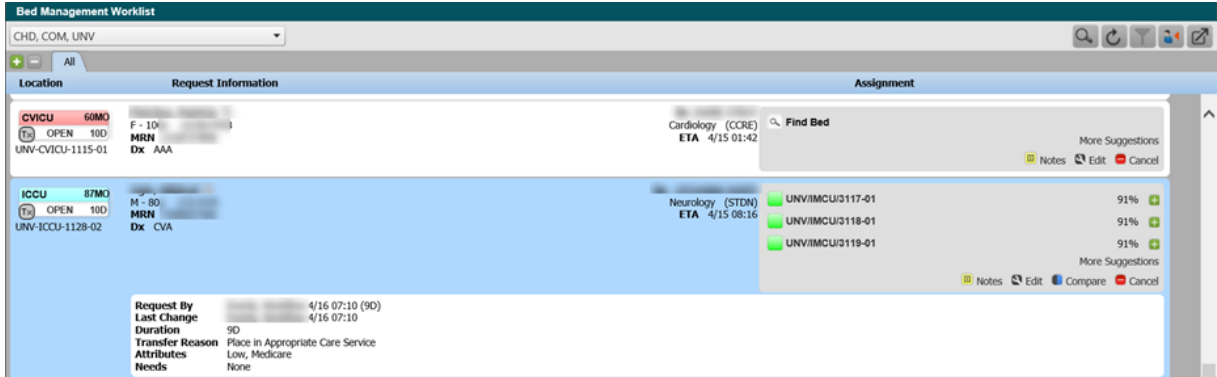 Bed Management Worklist
CHD, COM, UNV
All
Location Request Information Assignment
CVICU 60MO
Tx OPEN 10D
UNV-CVICU-1115-01
F - 10
MRN
Dx AAA
Cardiology (CCRE)
ETA 4/15 01:42
Find Bed
More Suggestions
Notes Edit Cancel
ICCU 87MO
Tx OPEN 10D
UNV-ICCU-1128-02
M - 80
MRN
Dx CVA
Neurology (STDN)
ETA 4/15 08:16
UNV/IMCU/3117-01 91%
UNV/IMCU/3118-01 91%
UNV/IMCU/3119-01 91%
More Suggestions
Notes Edit Compare Cancel
Request By 4/16 07:10 (9D)
Last Change 4/16 07:10
Duration 9D
Transfer Reason Place in Appropriate Care Service
Attributes Low, Medicare
Needs None